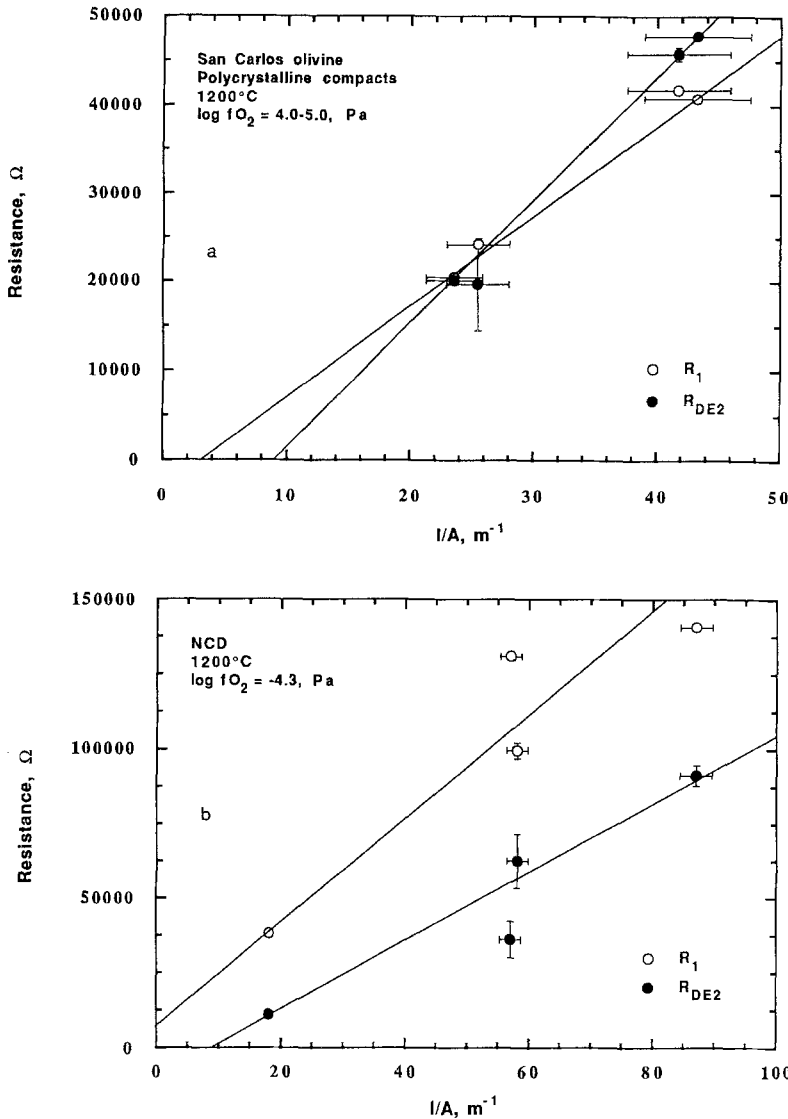 San Carlos olivine
Polycrystalline compacts
1200°C
log fO2 = 4.0-5.0, Pa
a
R1
RDE2
50000
40000
30000
20000
10000
0
Resistance, Ω
0 10 20 30 40 50
l/A, m-1
NCD
1200°C
log fO2 = -4.3, Pa
b
R1
RDE2
150000
100000
50000
0
Resistance, Ω
0 20 40 60 80 100
l/A, m-1